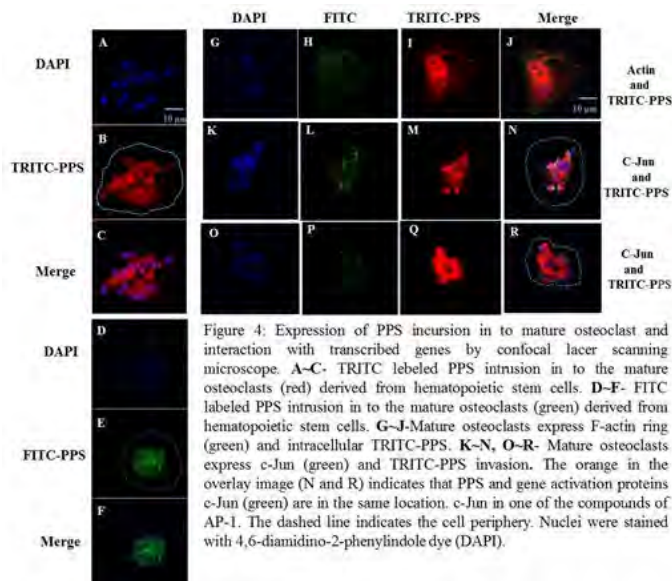 DAPI FITC TRITC-PPS Merge
A G H I J
DAPI
10 µm
10 µm
Actin
and
TRITC-PPS
B K L M N
TRITC-PPS
C-Jun
and
TRITC-PPS
C O P Q R
Merge
C-Jun
and
TRITC-PPS
D
DAPI
E
FITC-PPS
F
Merge
Figure 4: Expression of PPS incursion in to mature osteoclast and
interaction with transcribed genes by confocal lacer scanning
microscope. A~C- TRITC labeled PPS intrusion in to the mature
osteoclasts (red) derived from hematopoietic stem cells. D~F- FITC
labeled PPS intrusion in to the mature osteoclasts (green) derived from
hematopoietic stem cells. G~J-Mature osteoclasts express F-actin ring
(green) and intracellular TRITC-PPS. K~N, O~R- Mature osteoclasts
express c-Jun (green) and TRITC-PPS invasion. The orange in the
overlay image (N and R) indicates that PPS and gene activation proteins
c-Jun (green) are in the same location. c-Jun in one of the compounds of
AP-1. The dashed line indicates the cell periphery. Nuclei were stained
with 4,6-diamidino-2-phenylindole dye (DAPI).